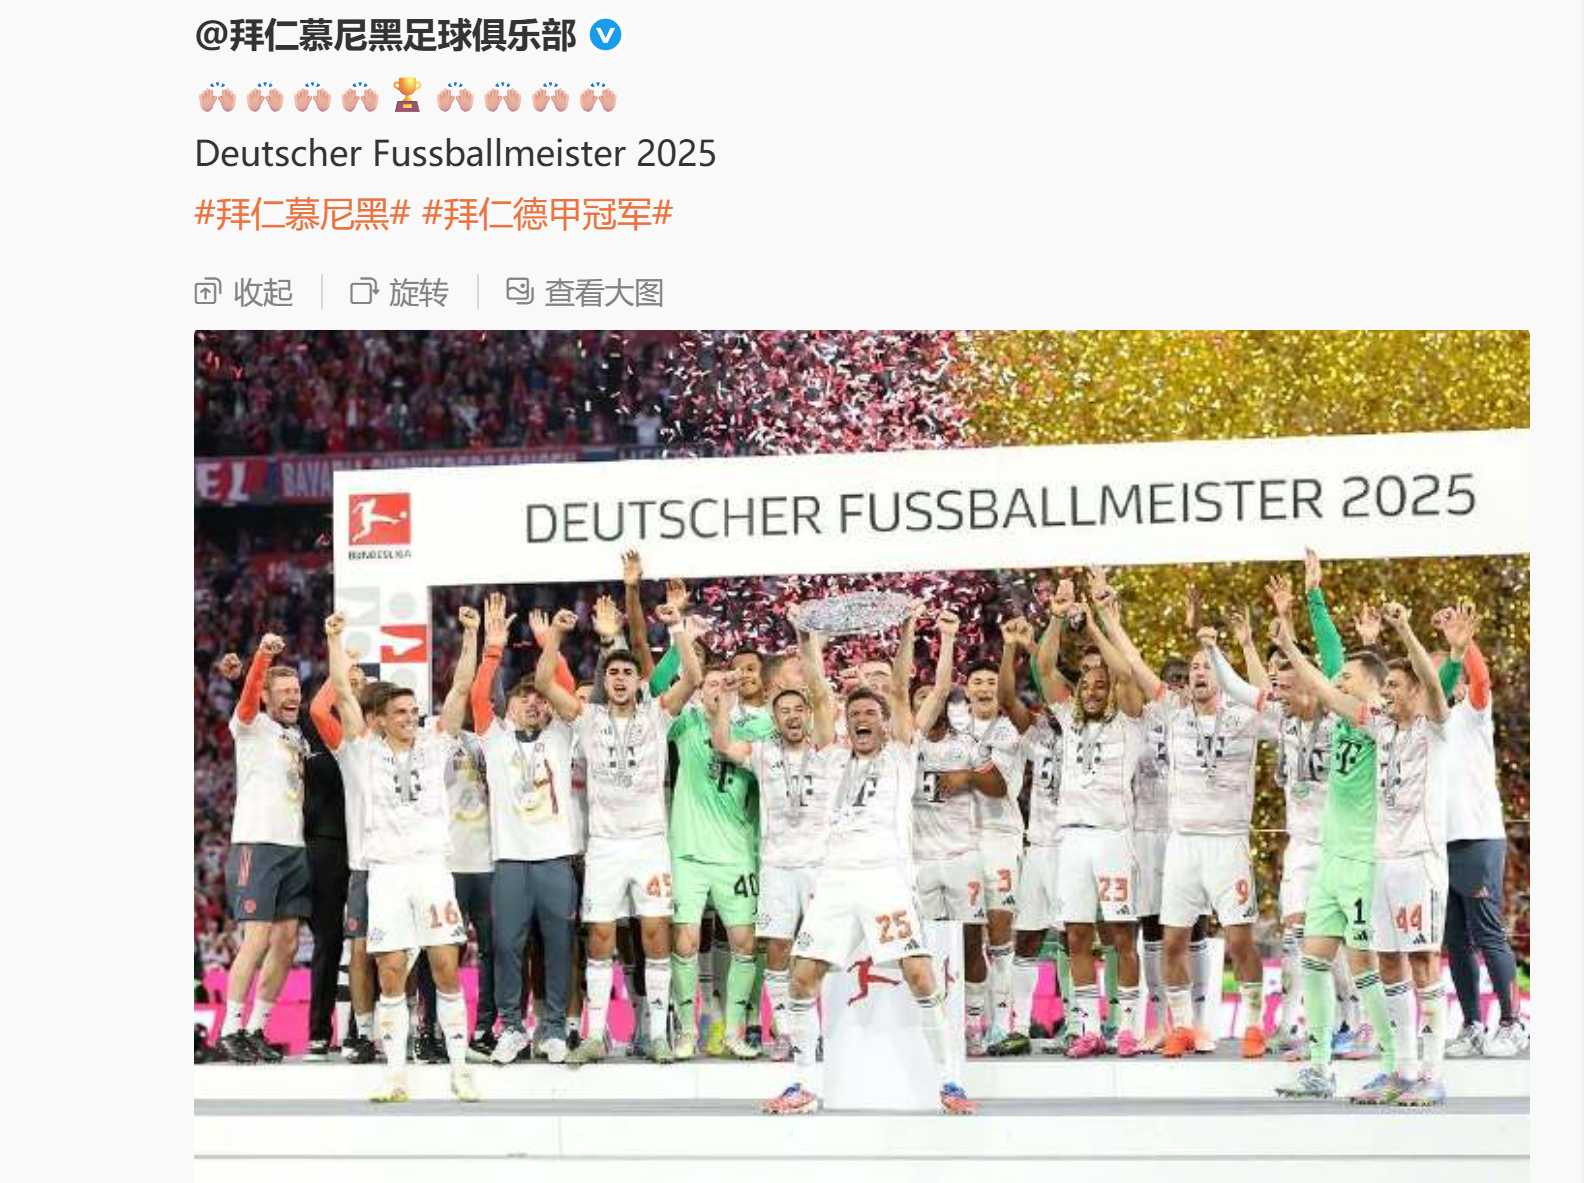 @拜仁慕尼黑足球俱乐部
Deutscher Fussballmeister 2025
#拜仁慕尼黑# #拜仁德甲冠军#
收起 旋转 查看大图
EL BAYA
DEUTSCHER FUSSBALLMEISTER 2025
BUNDESLIGA
T T T T T T T T T
16 45 40 25 7 3 23 9 1 44